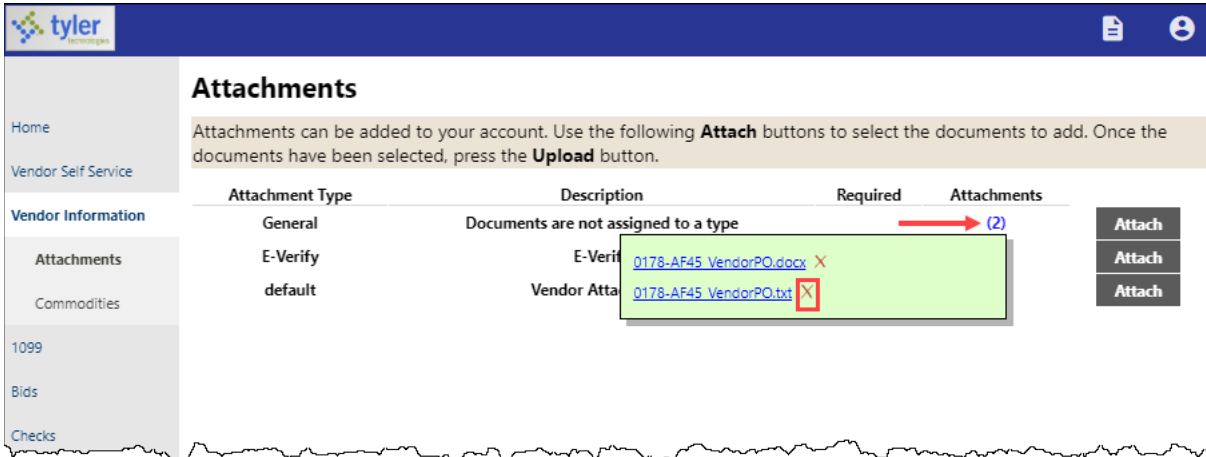 tyler
technologies
Attachments
Attachments can be added to your account. Use the following Attach buttons to select the documents to add. Once the
documents have been selected, press the Upload button.
Home
Vendor Self Service
Vendor Information
Attachments
Commodities
1099
Bids
Checks
Attachment Type Description Required Attachments
General Documents are not assigned to a type (2) Attach
E-Verify E-Verif Attach
default Vendor Atta Attach
0178-AF45_VendorPO.docx X
0178-AF45_VendorPO.txt X